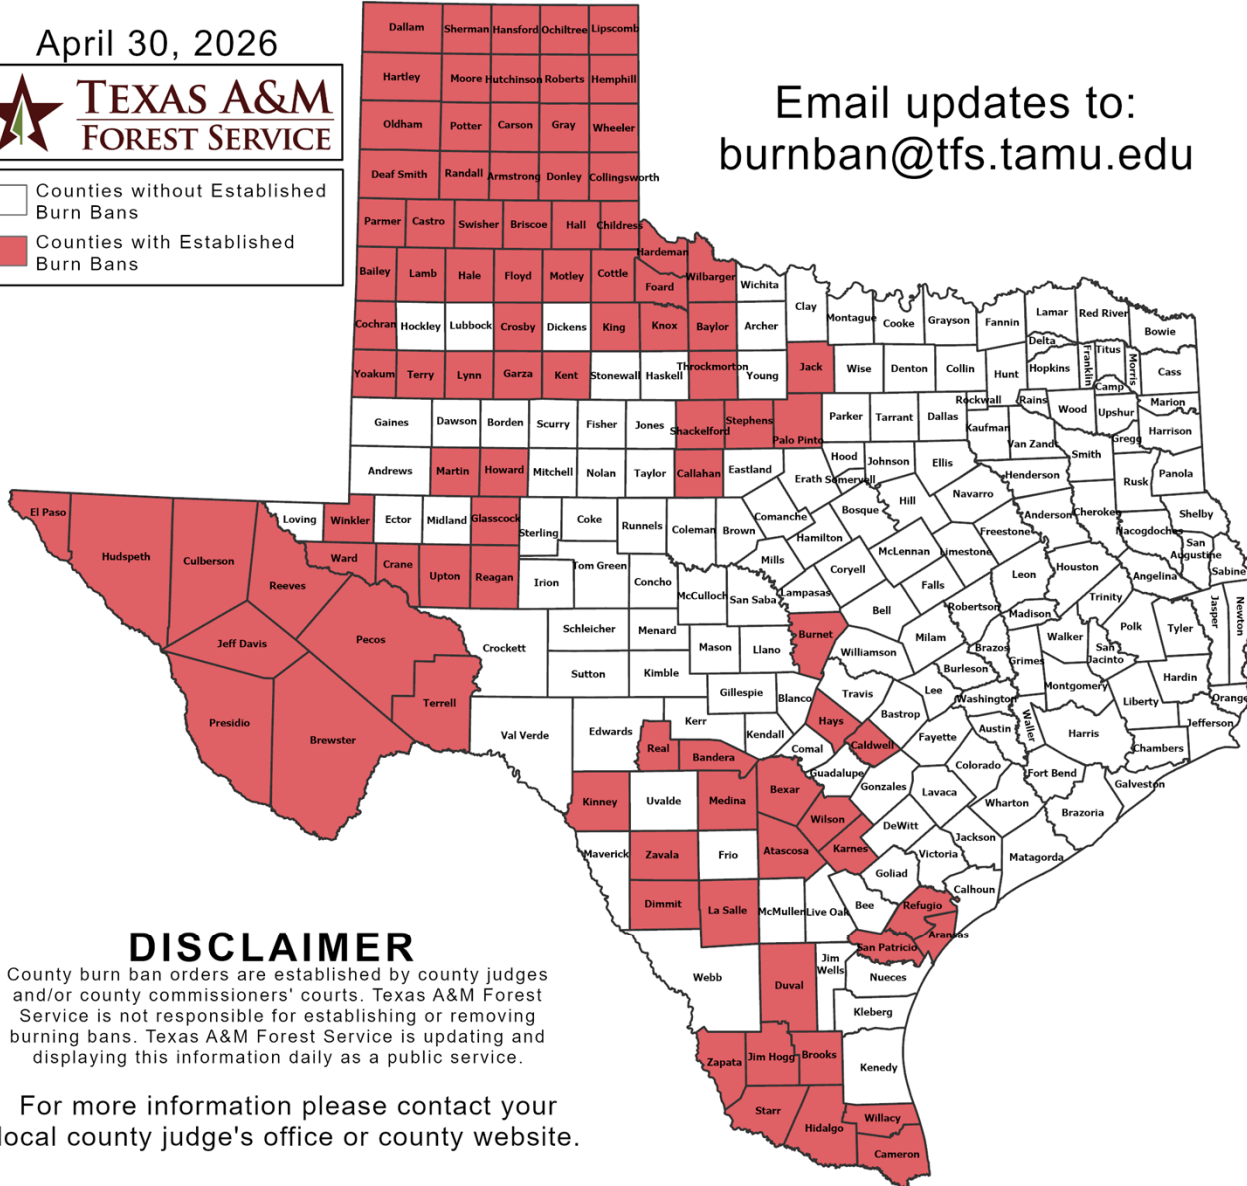 April 30, 2026
TEXAS A&M
FOREST SERVICE
Counties without Established
Burn Bans
Counties with Established
Burn Bans
Email updates to:
burnban@tfs.tamu.edu
Dallam Sherman Hansford Ochiltree Lipscomb
Hartley Moore Hutchinson Roberts Hemphill
Oldham Potter Carson Gray Wheeler
Deaf Smith Randall Armstrong Donley Collingsworth
Parmer Castro Swisher Briscoe Hall Childress
Hardeman
Bailey Lamb Hale Floyd Motley Cottle Foard Wilbarger Wichita
Clay
Cochran Hockley Lubbock Crosby Dickens King Knox Baylor Archer Montague Cooke Grayson Fannin Lamar Red River Bowie
Delta Titus Franklin Morris
Yoakum Terry Lynn Garza Kent Stonewall Haskell Throckmorton Young Jack Wise Denton Collin Hunt Hopkins Camp Cass
Gaines Dawson Borden Scurry Fisher Jones Shackelford Stephens Palo Pinto Parker Tarrant Dallas Rockwall Kaufman Rains Wood Upshur Marion
Van Zandt Gregg Harrison
Andrews Martin Howard Mitchell Nolan Taylor Callahan Eastland Erath Hood Somervell Johnson Ellis Henderson Smith Rusk Panola
El Paso Hudspeth Culberson Loving Winkler Ector Midland Glasscock Sterling Coke Runnels Coleman Brown Comanche Hamilton Bosque Hill Navarro Freestone Anderson Cherokee Nacogdoches Shelby
San
Augustine
Sabine
Reeves Ward Crane Upton Reagan Irion Tom Green Concho McCulloch San Saba Mills Lampasas Coryell McLennan Limestone Falls Leon Houston Angelina
Trinity Jasper Newton
Jeff Davis Pecos Crockett Schleicher Menard Mason Llano Burnet Bell Williamson Milam Robertson Brazos Madison Grimes Walker San
Jacinto
Polk Tyler
Presidio Brewster Terrell Sutton Kimble Gillespie Blanco Travis Lee Burleson Washington Montgomery Liberty Hardin Orange
Val Verde Edwards Kerr Kendall Comal Hays Caldwell Bastrop Fayette Austin Waller Harris Jefferson
Real Bandera Guadalupe Gonzales Colorado Fort Bend Chambers Galveston
Kinney Uvalde Medina Bexar Wilson Lavaca Wharton Brazoria
Maverick Zavala Frio Atascosa Karnes DeWitt Victoria Jackson Matagorda
Goliad Calhoun
Dimmit La Salle McMullen Live Oak Bee Refugio
Aransas
San Patricio
Webb Duval Jim
Wells
Nueces
Kleberg
Zapata Jim Hogg Brooks Kenedy
Starr Hidalgo Willacy
Cameron
DISCLAIMER
County burn ban orders are established by county judges
and/or county commissioners' courts. Texas A&M Forest
Service is not responsible for establishing or removing
burning bans. Texas A&M Forest Service is updating and
displaying this information daily as a public service.
For more information please contact your
local county judge's office or county website.